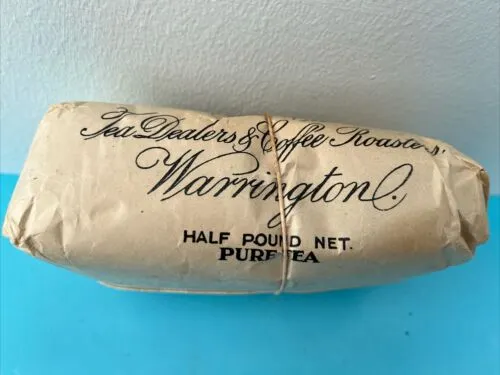 Tea Dealers & Coffee Roasters,
Warrington.
HALF POUND NET.
PURE TEA